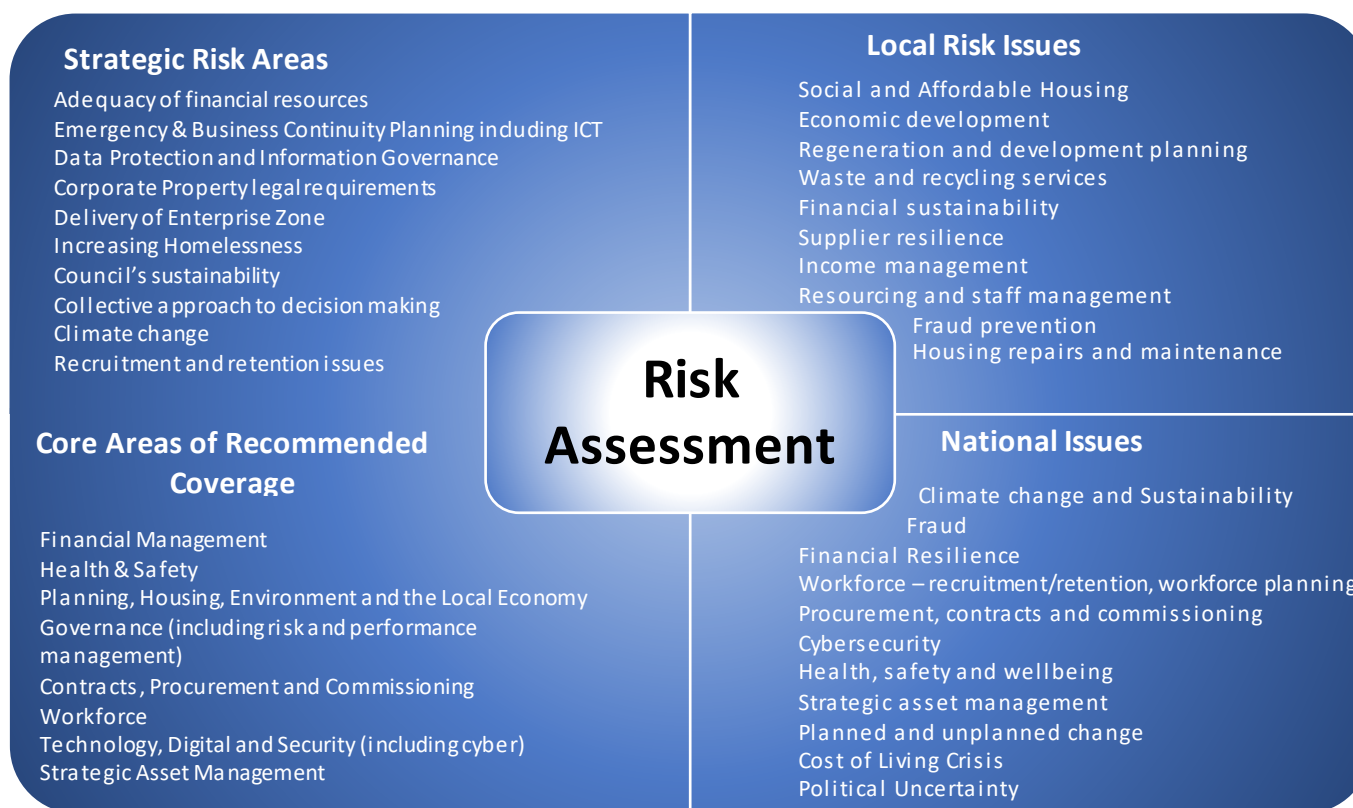 Strategic Risk Areas
Adequacy of financial resources
Emergency & Business Continuity Planning including ICT
Data Protection and Information Governance
Corporate Property legal requirements
Delivery of Enterprise Zone
Increasing Homelessness
Council's sustainability
Collective approach to decision making
Climate change
Recruitment and retention issues
Local Risk Issues
Social and Affordable Housing
Economic development
Regeneration and development planning
Waste and recycling services
Financial sustainability
Supplier resilience
Income management
Resourcing and staff management
Fraud prevention
Housing repairs and maintenance
Risk
Assessment
Core Areas of Recommended
Coverage
Financial Management
Health & Safety
Planning, Housing, Environment and the Local Economy
Governance (including risk and performance
management)
Contracts, Procurement and Commissioning
Workforce
Technology, Digital and Security (including cyber)
Strategic Asset Management
National Issues
Climate change and Sustainability
Fraud
Financial Resilience
Workforce – recruitment/retention, workforce planning
Procurement, contracts and commissioning
Cybersecurity
Health, safety and wellbeing
Strategic asset management
Planned and unplanned change
Cost of Living Crisis
Political Uncertainty